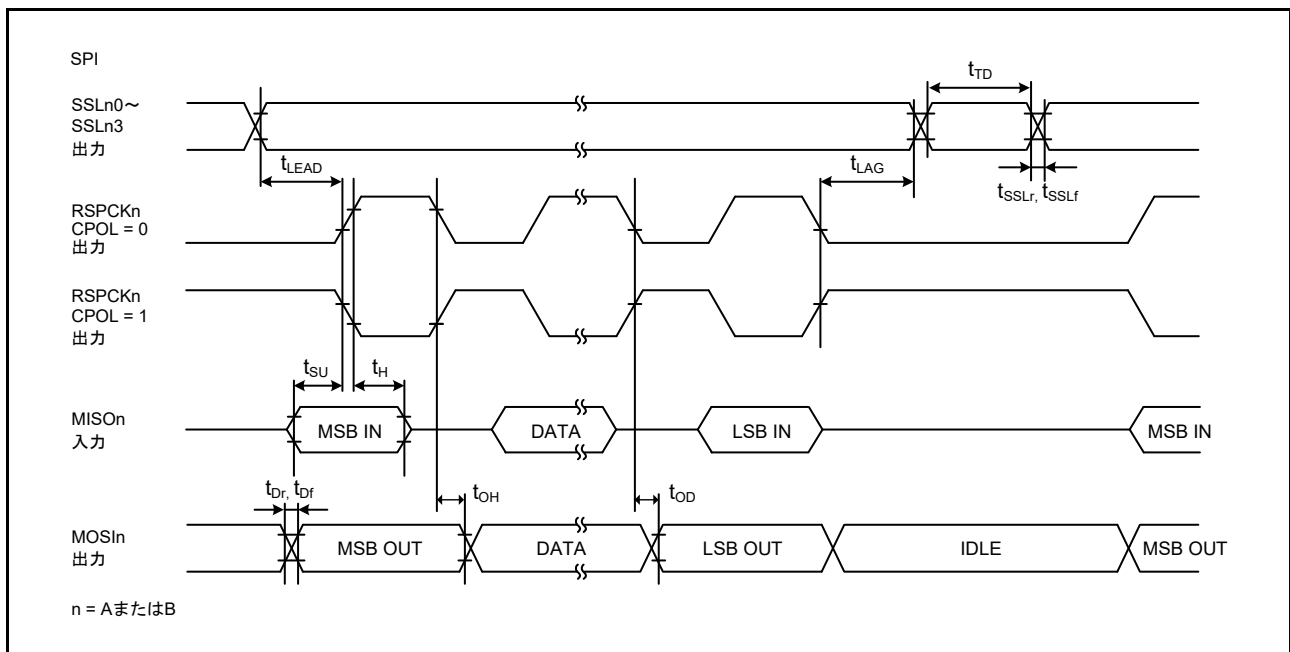 SPI
SSLn0～
SSLn3
出力
tTD
tLEAD
tLAG
tSSLr, tSSLf
RSPCKn
CPOL = 0
出力
RSPCKn
CPOL = 1
出力
tSU
tH
MISOn
入力
MSB IN
DATA
LSB IN
MSB IN
tDr, tDf
tOH
tOD
MOSIn
出力
MSB OUT
DATA
LSB OUT
IDLE
MSB OUT
n = AまたはB